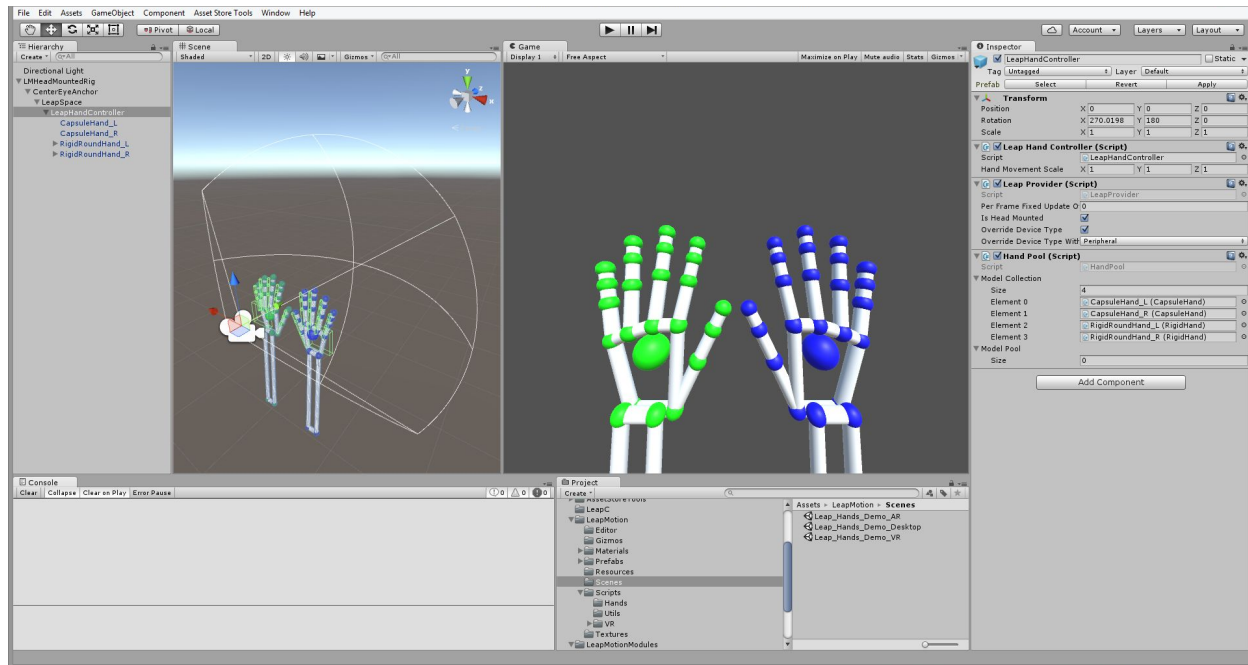 File Edit Assets GameObject Component Asset Store Tools Window Help
Pivot Local Account Layers Layout
Hierarchy
Create All
Directional Light
LMHeadMountedRig
CenterEyeAnchor
LeapSpace
LeapHandController
CapsuleHand_L
CapsuleHand_R
RigidRoundHand_L
RigidRoundHand_R
Scene
Shaded 2D Gizmos All
y
z
x
Game
Display 1 Free Aspect Maximize on Play Mute audio Stats Gizmos
Inspector
LeapHandController Static
Tag Untagged Layer Default
Prefab Select Revert Apply
Transform
Position X 0 Y 0 Z 0
Rotation X 270.0198 Y 180 Z 0
Scale X 1 Y 1 Z 1
Leap Hand Controller (Script)
Script LeapHandController
Hand Movement Scale X 1 Y 1 Z 1
Leap Provider (Script)
Script LeapProvider
Per Frame Fixed Update O 0
Is Head Mounted
Override Device Type
Override Device Type With Peripheral
Hand Pool (Script)
Script HandPool
Model Collection
Size 4
Element 0 CapsuleHand_L (CapsuleHand)
Element 1 CapsuleHand_R (CapsuleHand)
Element 2 RigidRoundHand_L (RigidHand)
Element 3 RigidRoundHand_R (RigidHand)
Model Pool
Size 0
Add Component
Console
Clear Collapse Clear on Play Error Pause 0 0 0
Project
Create
AssetStoreTools
LeapC
LeapMotion
Editor
Gizmos
Materials
Prefabs
Resources
Scenes
Scripts
Hands
Utils
VR
Textures
LeapMotionModules
Assets LeapMotion Scenes
Leap_Hands_Demo_AR
Leap_Hands_Demo_Desktop
Leap_Hands_Demo_VR